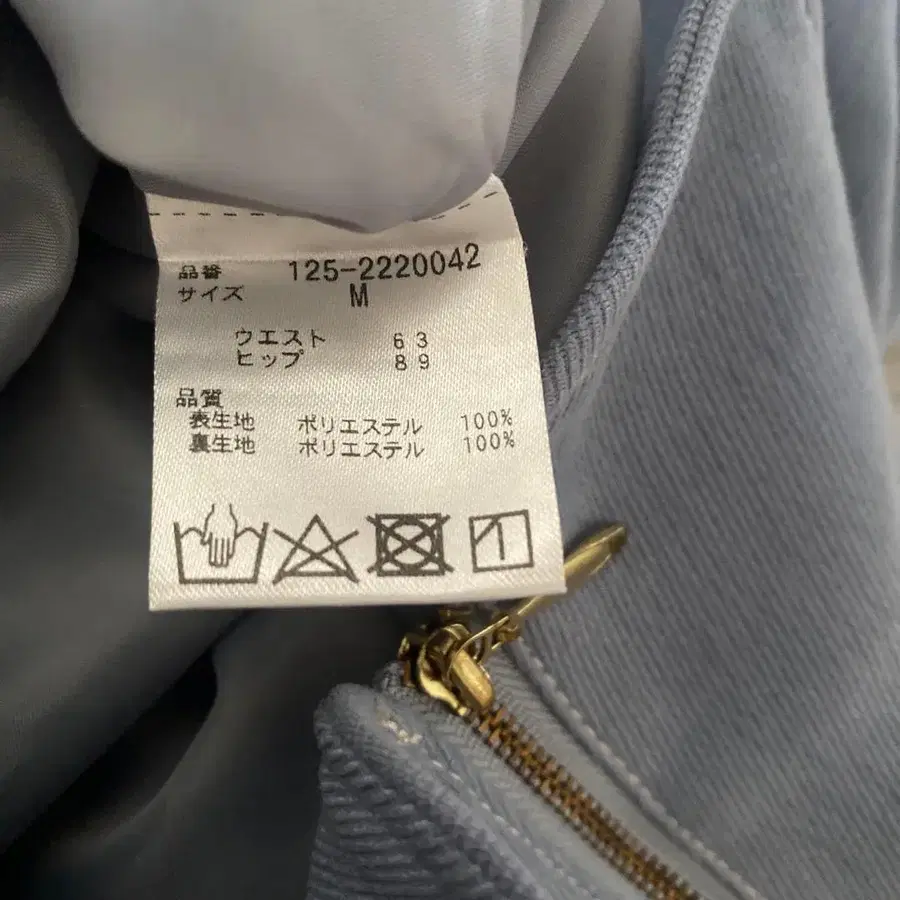 品番 125-2220042
サイズ M
ウエスト 63
ヒップ 89
品質
表生地 ポリエステル 100%
裏生地 ポリエステル 100%